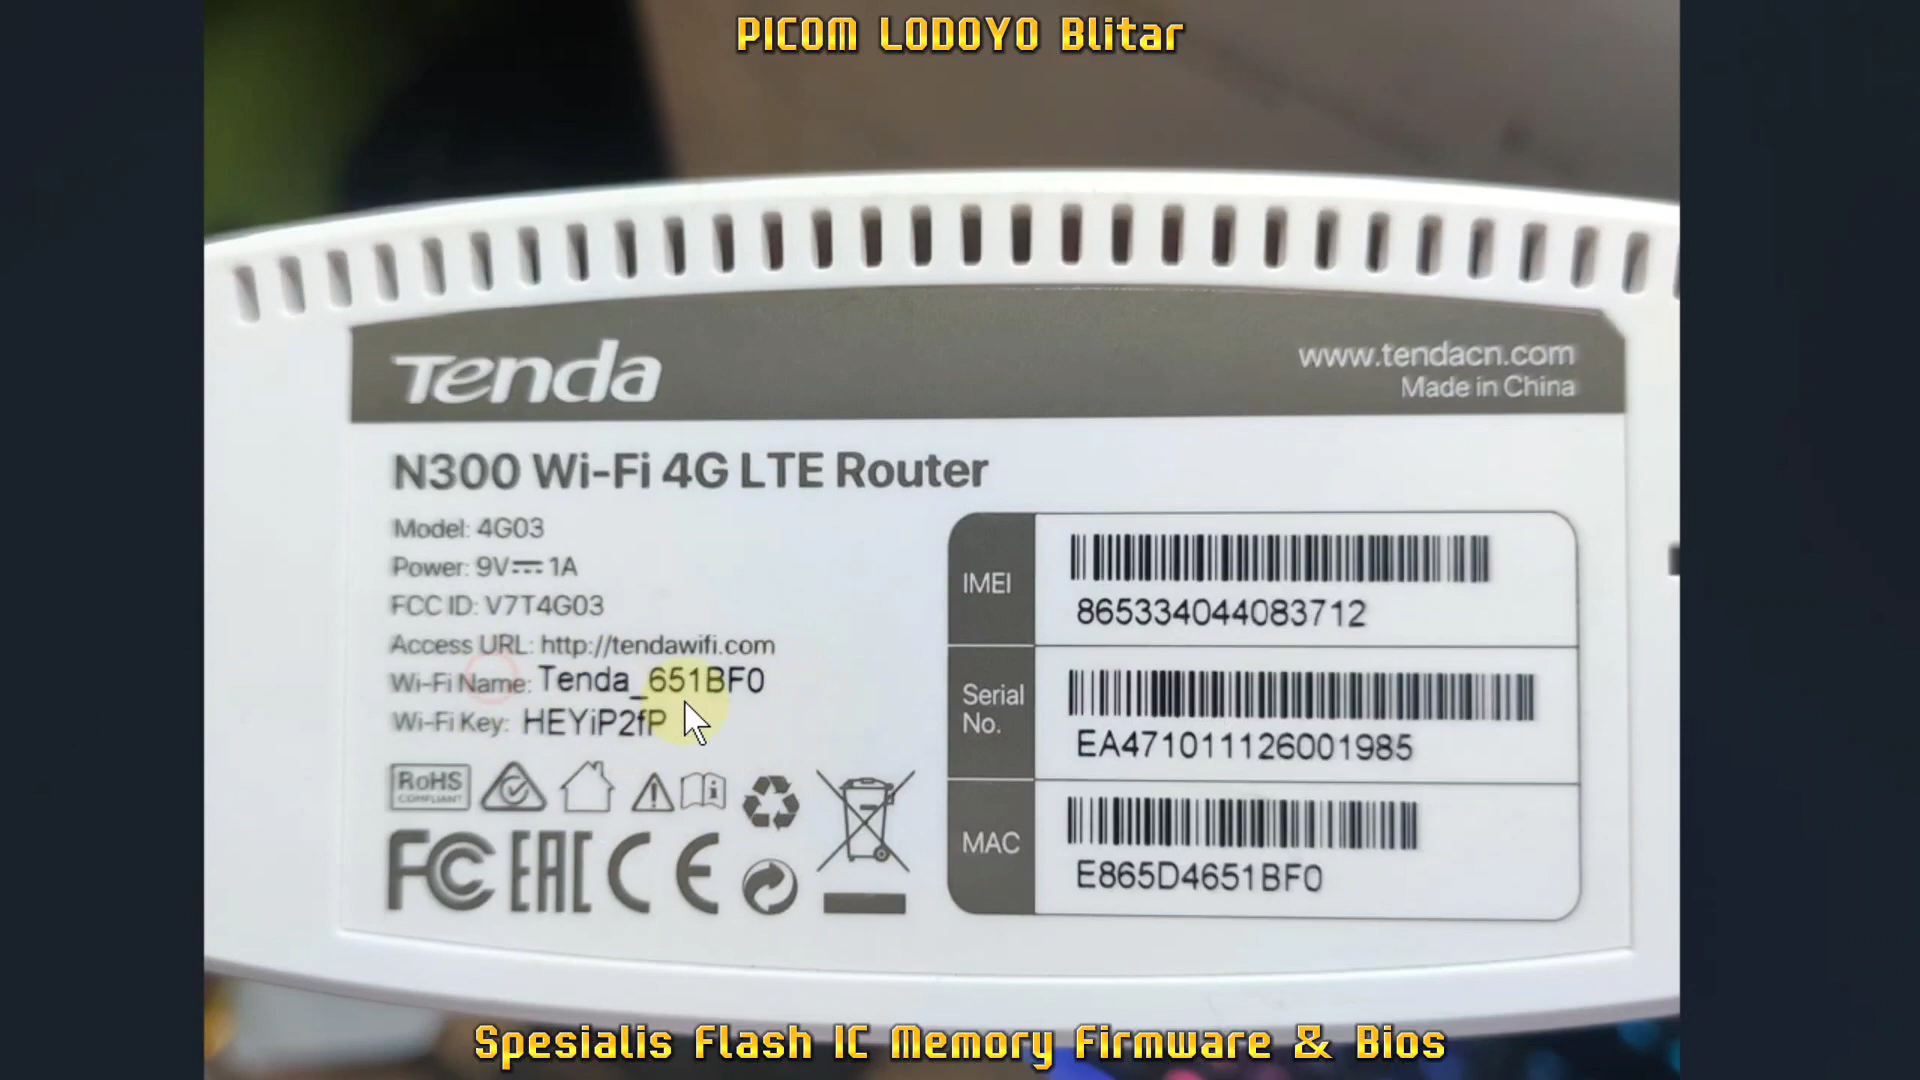 PICOM LODOYO Blitar
Tenda
www.tendacn.com
Made in China
N300 Wi-Fi 4G LTE Router
Model: 4G03
Power: 9V⎓1A
FCC ID: V7T4G03
Access URL: http://tendawifi.com
Wi-Fi Name: Tenda_651BF0
Wi-Fi Key: HEYiP2fP
RoHS
COMPLIANT
FC EAC CE
IMEI
865334044083712
Serial No.
EA471011126001985
MAC
E865D4651BF0
Spesialis Flash IC Memory Firmware & Bios